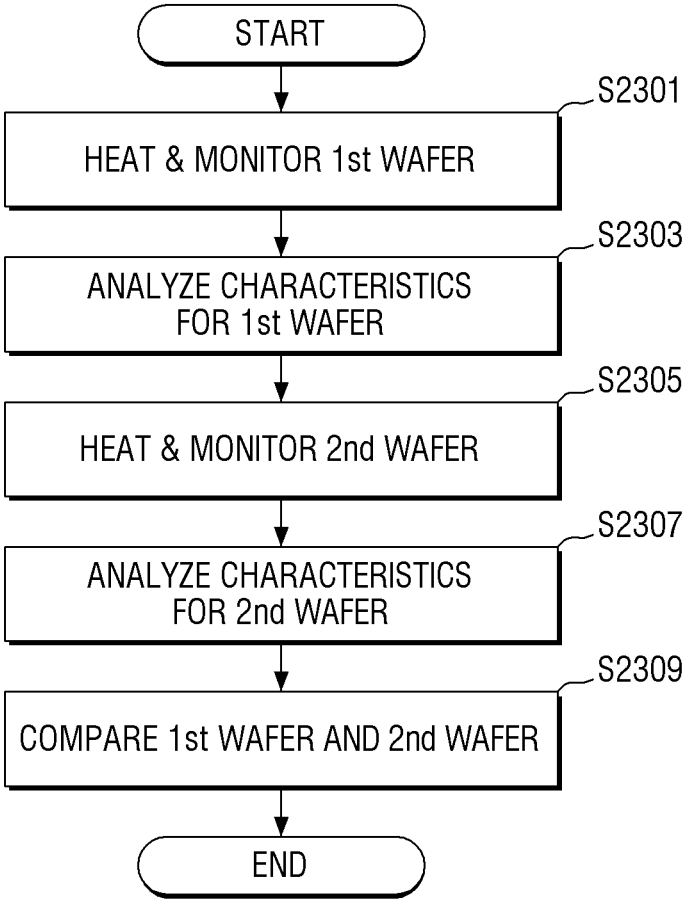 START
S2301
HEAT & MONITOR 1st WAFER
S2303
ANALYZE CHARACTERISTICS
FOR 1st WAFER
S2305
HEAT & MONITOR 2nd WAFER
S2307
ANALYZE CHARACTERISTICS
FOR 2nd WAFER
S2309
COMPARE 1st WAFER AND 2nd WAFER
END